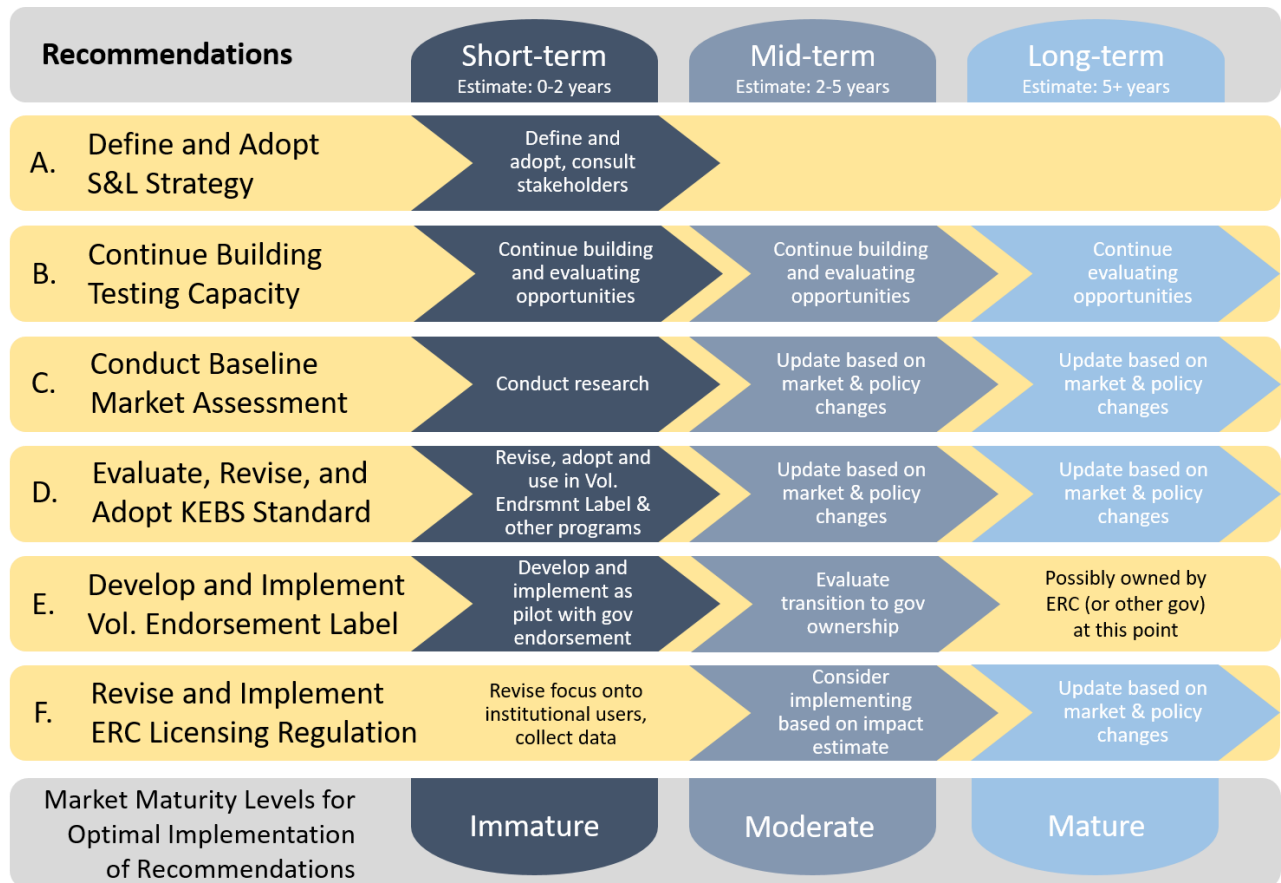 Recommendations
Short-term
Estimate: 0-2 years
Mid-term
Estimate: 2-5 years
Long-term
Estimate: 5+ years
A.
Define and Adopt
S&L Strategy
Define and
adopt, consult
stakeholders
B.
Continue Building
Testing Capacity
Continue building
and evaluating
opportunities
Continue building
and evaluating
opportunities
Continue
evaluating
opportunities
C.
Conduct Baseline
Market Assessment
Conduct research
Update based on
market & policy
changes
Update based on
market & policy
changes
D.
Evaluate, Revise, and
Adopt KEBS Standard
Revise, adopt and
use in Vol.
Endrsmnt Label &
other programs
Update based on
market & policy
changes
Update based on
market & policy
changes
E.
Develop and Implement
Vol. Endorsement Label
Develop and
implement as
pilot with gov
endorsement
Evaluate
transition to gov
ownership
Possibly owned by
ERC (or other gov)
at this point
F.
Revise and Implement
ERC Licensing Regulation
Revise focus onto
institutional users,
collect data
Consider
implementing
based on impact
estimate
Update based on
market & policy
changes
Market Maturity Levels for
Optimal Implementation
of Recommendations
Immature
Moderate
Mature